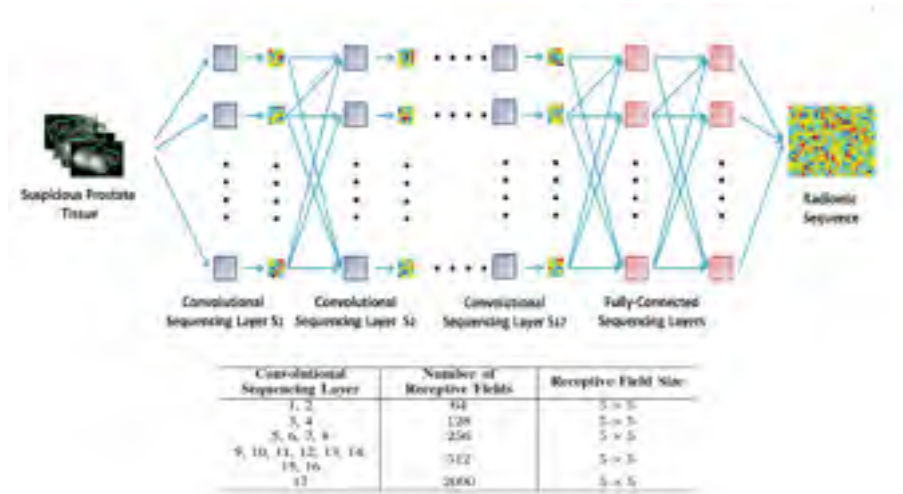 Suspicious Prostate
Tissue
Radiomic
Sequence
Convolutional
Sequencing Layer S1
Convolutional
Sequencing Layer S2
Convolutional
Sequencing Layer S17
Fully-Connected
Sequencing Layers
Convolutional
Sequencing Layer
Number of
Receptive Fields
Receptive Field Size
1, 2
64
5 × 5
3, 4
128
5 × 5
5, 6, 7, 8
256
5 × 5
9, 10, 11, 12, 13, 14,
15, 16
512
5 × 5
17
5 × 5